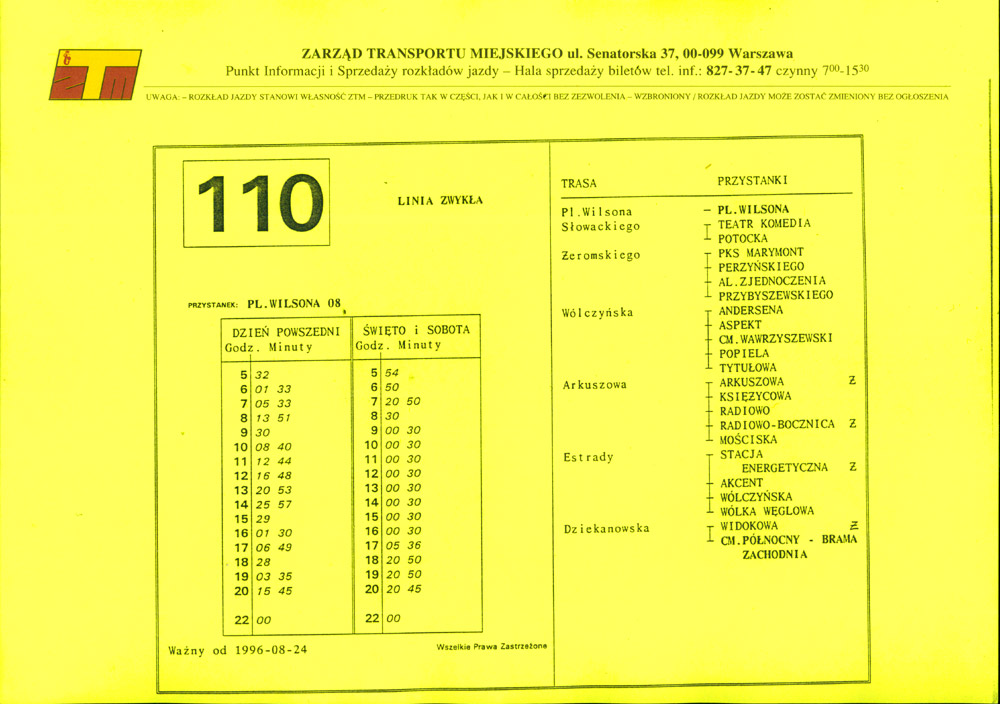 ZTM
ZARZĄD TRANSPORTU MIEJSKIEGO ul. Senatorska 37, 00-099 Warszawa
Punkt Informacji i Sprzedaży rozkładów jazdy – Hala sprzedaży biletów tel. inf.: 827-37-47 czynny 7⁰⁰-15³⁰
UWAGA: – ROZKŁAD JAZDY STANOWI WŁASNOŚĆ ZTM – PRZEDRUK TAK W CZĘŚCI, JAK I W CAŁOŚCI BEZ ZEZWOLENIA – WZBRONIONY / ROZKŁAD JAZDY MOŻE ZOSTAĆ ZMIENIONY BEZ OGŁOSZENIA
110
LINIA ZWYKŁA
PRZYSTANEK: PL.WILSONA 08
DZIEŃ POWSZEDNI ŚWIĘTO i SOBOTA
Godz. Minuty Godz. Minuty
5 32 5 54
6 01 33 6 50
7 05 33 7 20 50
8 13 51 8 30
9 30 9 00 30
10 08 40 10 00 30
11 12 44 11 00 30
12 16 48 12 00 30
13 20 53 13 00 30
14 25 57 14 00 30
15 29 15 00 30
16 01 30 16 00 30
17 06 49 17 05 36
18 28 18 20 50
19 03 35 19 20 50
20 15 45 20 20 45
22 00 22 00
Ważny od 1996-08-24
Wszelkie Prawa Zastrzeżone
TRASA PRZYSTANKI
Pl.Wilsona – PL.WILSONA
Słowackiego TEATR KOMEDIA
POTOCKA
Żeromskiego PKS MARYMONT
PERZYŃSKIEGO
AL.ZJEDNOCZENIA
PRZYBYSZEWSKIEGO
Wólczyńska ANDERSENA
ASPEKT
CM.WAWRZYSZEWSKI
POPIELA
TYTUŁOWA
Arkuszowa ARKUSZOWA Ż
KSIĘŻYCOWA
RADIOWO
RADIOWO-BOCZNICA Ż
MOŚCISKA
Estrady STACJA
ENERGETYCZNA Ż
AKCENT
WÓLCZYŃSKA
WÓLKA WĘGLOWA
Dziekanowska WIDOKOWA Ż
CM.PÓŁNOCNY - BRAMA
ZACHODNIA